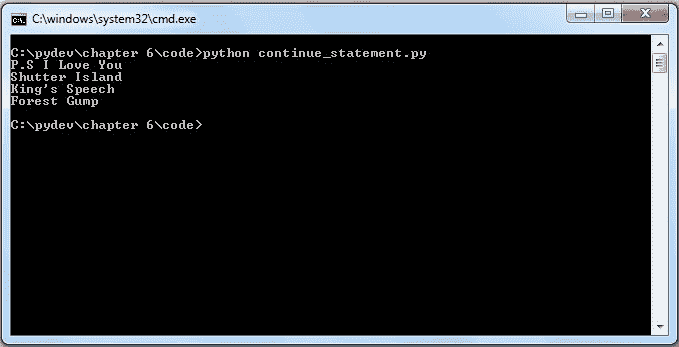 C:\windows\system32\cmd.exe
C:\pydev\chapter 6\code>python continue_statement.py
P.S I Love You
Shutter Island
King's Speech
Forest Gump
C:\pydev\chapter 6\code>